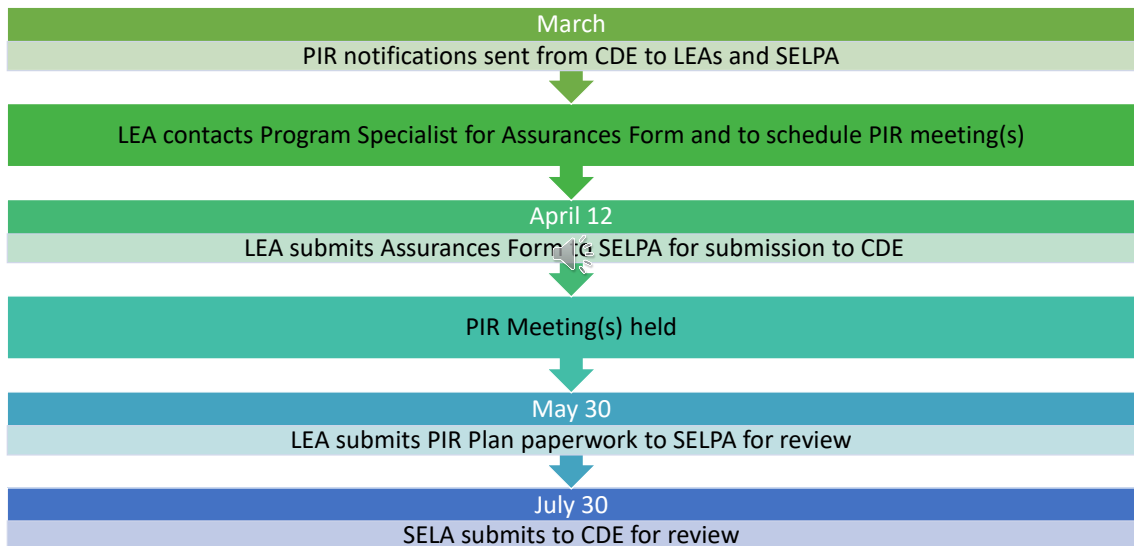 March
PIR notifications sent from CDE to LEAs and SELPA
LEA contacts Program Specialist for Assurances Form and to schedule PIR meeting(s)
April 12
LEA submits Assurances Form to SELPA for submission to CDE
PIR Meeting(s) held
May 30
LEA submits PIR Plan paperwork to SELPA for review
July 30
SELA submits to CDE for review